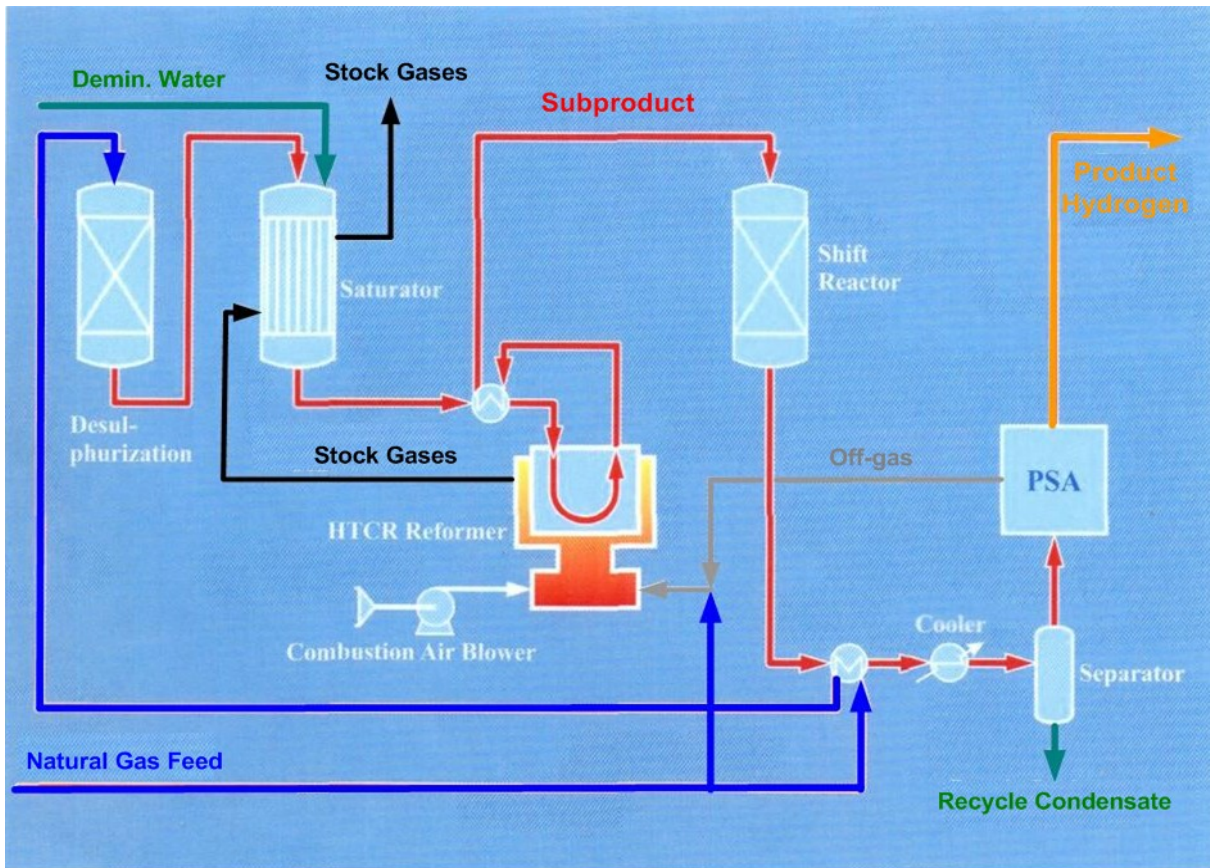 Demin. Water
Stock Gases
Subproduct
Product
Hydrogen
Saturator
Shift
Reactor
Desul-
phurization
Stock Gases
Off-gas
PSA
HTCR Reformer
Combustion Air Blower
Cooler
Separator
Natural Gas Feed
Recycle Condensate